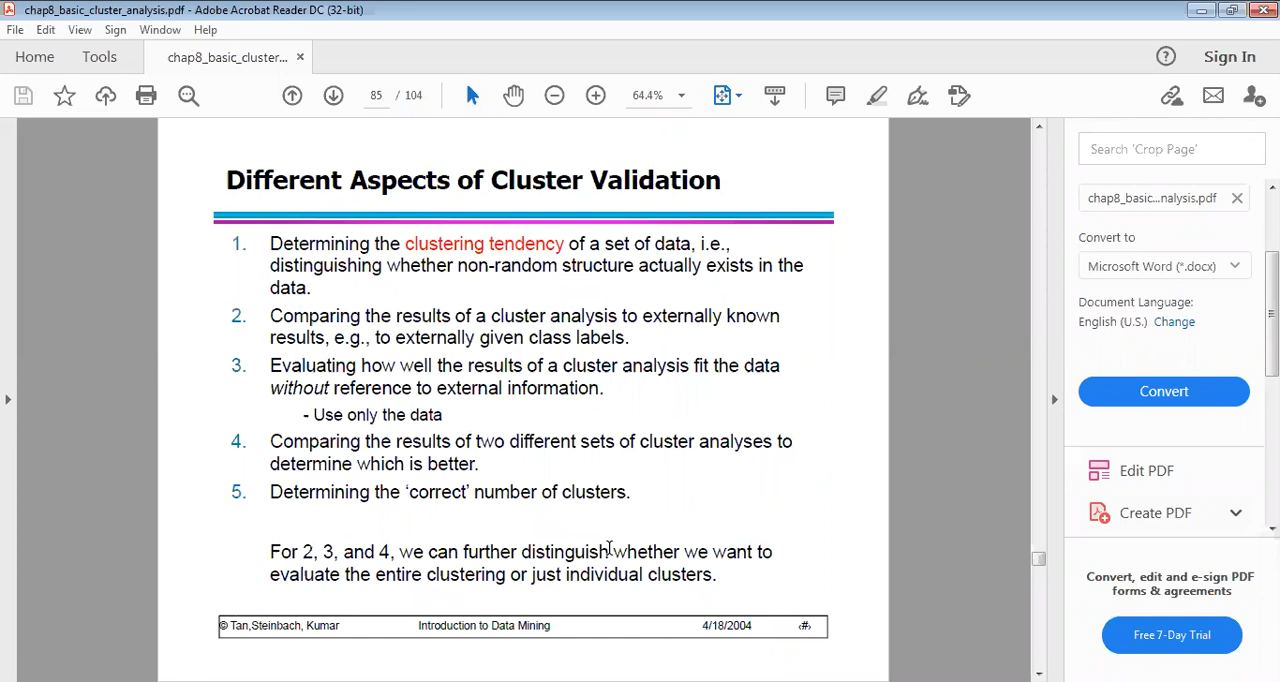 chap8_basic_cluster_analysis.pdf - Adobe Acrobat Reader DC (32-bit)
File Edit View Sign Window Help
Home Tools chap8_basic_cluster... × Sign In
85 / 104 64.4%
Search 'Crop Page'
chap8_basic...nalysis.pdf
Convert to
Microsoft Word (*.docx)
Document Language:
English (U.S.) Change
Convert
Edit PDF
Create PDF
Convert, edit and e-sign PDF
forms & agreements
Free 7-Day Trial
Different Aspects of Cluster Validation
1. Determining the clustering tendency of a set of data, i.e.,
distinguishing whether non-random structure actually exists in the
data.
2. Comparing the results of a cluster analysis to externally known
results, e.g., to externally given class labels.
3. Evaluating how well the results of a cluster analysis fit the data
without reference to external information.
- Use only the data
4. Comparing the results of two different sets of cluster analyses to
determine which is better.
5. Determining the ‘correct’ number of clusters.
For 2, 3, and 4, we can further distinguish whether we want to
evaluate the entire clustering or just individual clusters.
© Tan,Steinbach, Kumar Introduction to Data Mining 4/18/2004 ‹#›